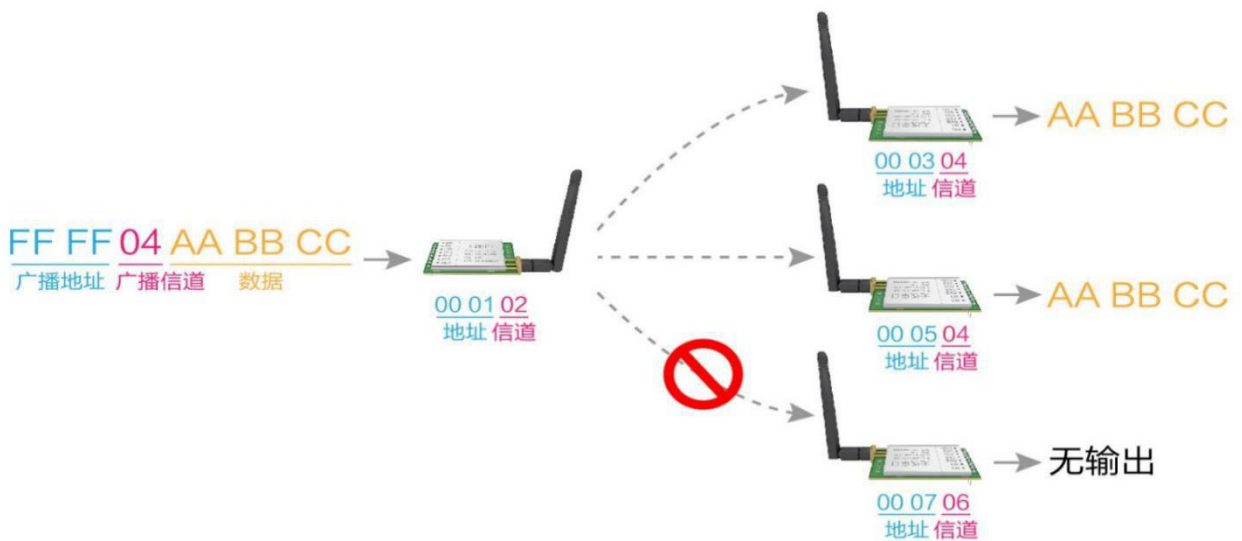 FF FF 04 AA BB CC
广播地址 广播信道 数据
00 01 02
地址 信道
AA BB CC
00 03 04
地址 信道
AA BB CC
00 05 04
地址 信道
无输出
00 07 06
地址 信道